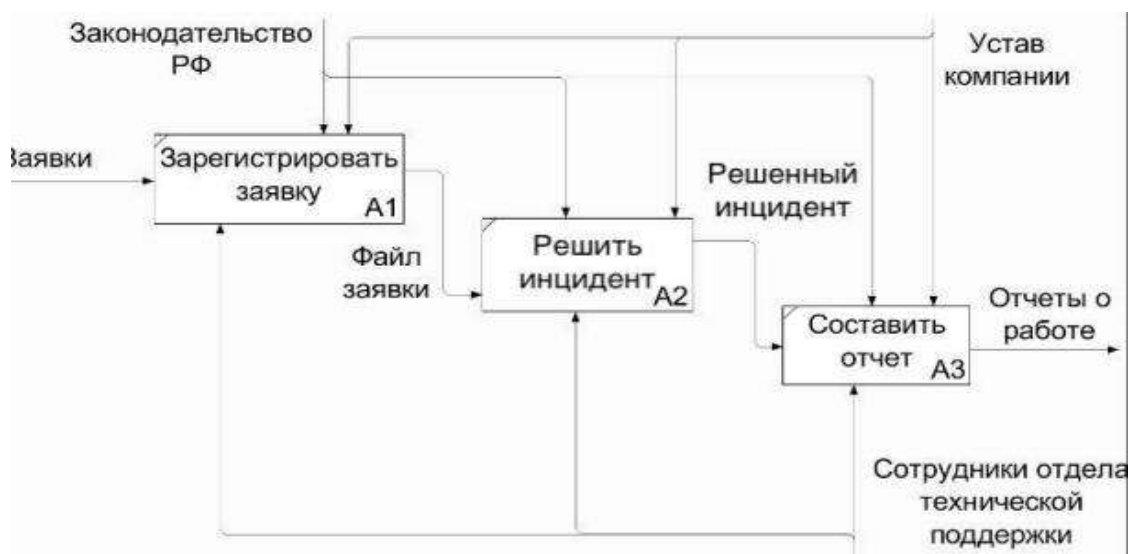 Законодательство
РФ
Устав
компании
Заявки
Зарегистрировать
заявку
A1
Файл
заявки
Решить
инцидент
A2
Решенный
инцидент
Составить
отчет
A3
Отчеты о
работе
Сотрудники отдела
технической
поддержки